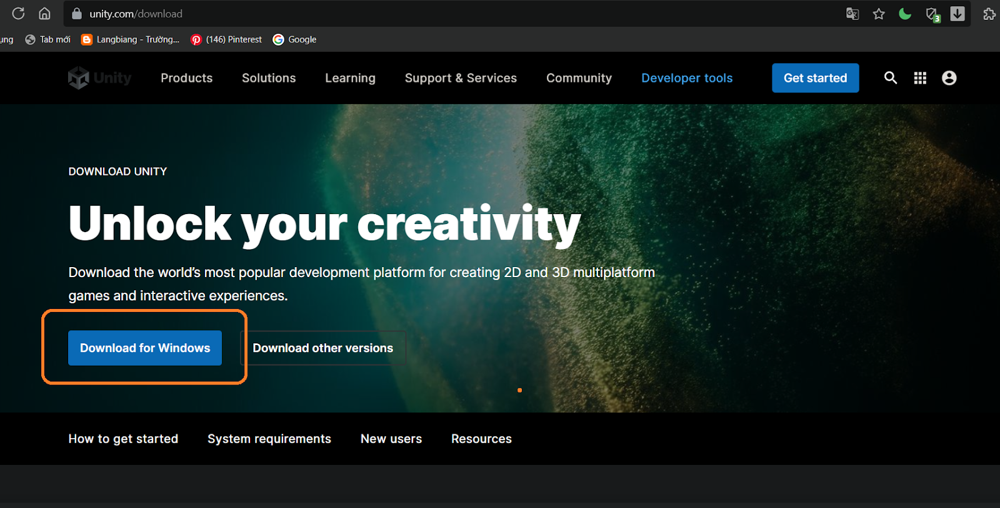 unity.com/download
ụng Tab mới Langbiang - Trường... (146) Pinterest Google
3
Unity Products Solutions Learning Support & Services Community Developer tools Get started
DOWNLOAD UNITY
Unlock your creativity
Download the world's most popular development platform for creating 2D and 3D multiplatform
games and interactive experiences.
Download for Windows Download other versions
How to get started System requirements New users Resources